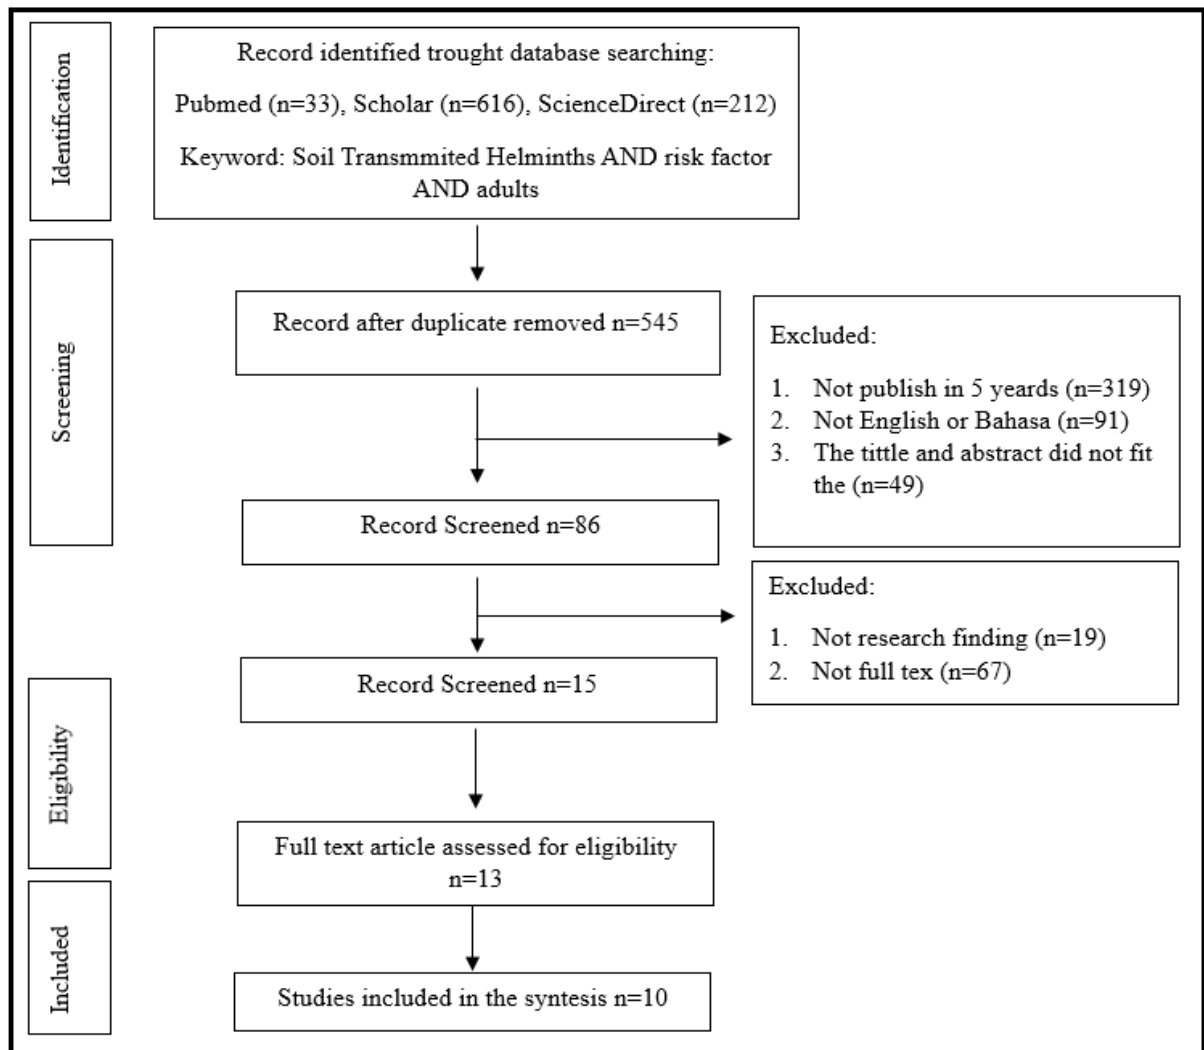 Identification
Record identified trought database searching:
Pubmed (n=33), Scholar (n=616), ScienceDirect (n=212)
Keyword: Soil Transmmited Helminths AND risk factor
AND adults
Screening
Record after duplicate removed n=545
Excluded:
1. Not publish in 5 yeards (n=319)
2. Not English or Bahasa (n=91)
3. The tittle and abstract did not fit
the (n=49)
Record Screened n=86
Excluded:
1. Not research finding (n=19)
2. Not full tex (n=67)
Record Screened n=15
Eligibility
Full text article assessed for eligibility
n=13
Included
Studies included in the syntesis n=10